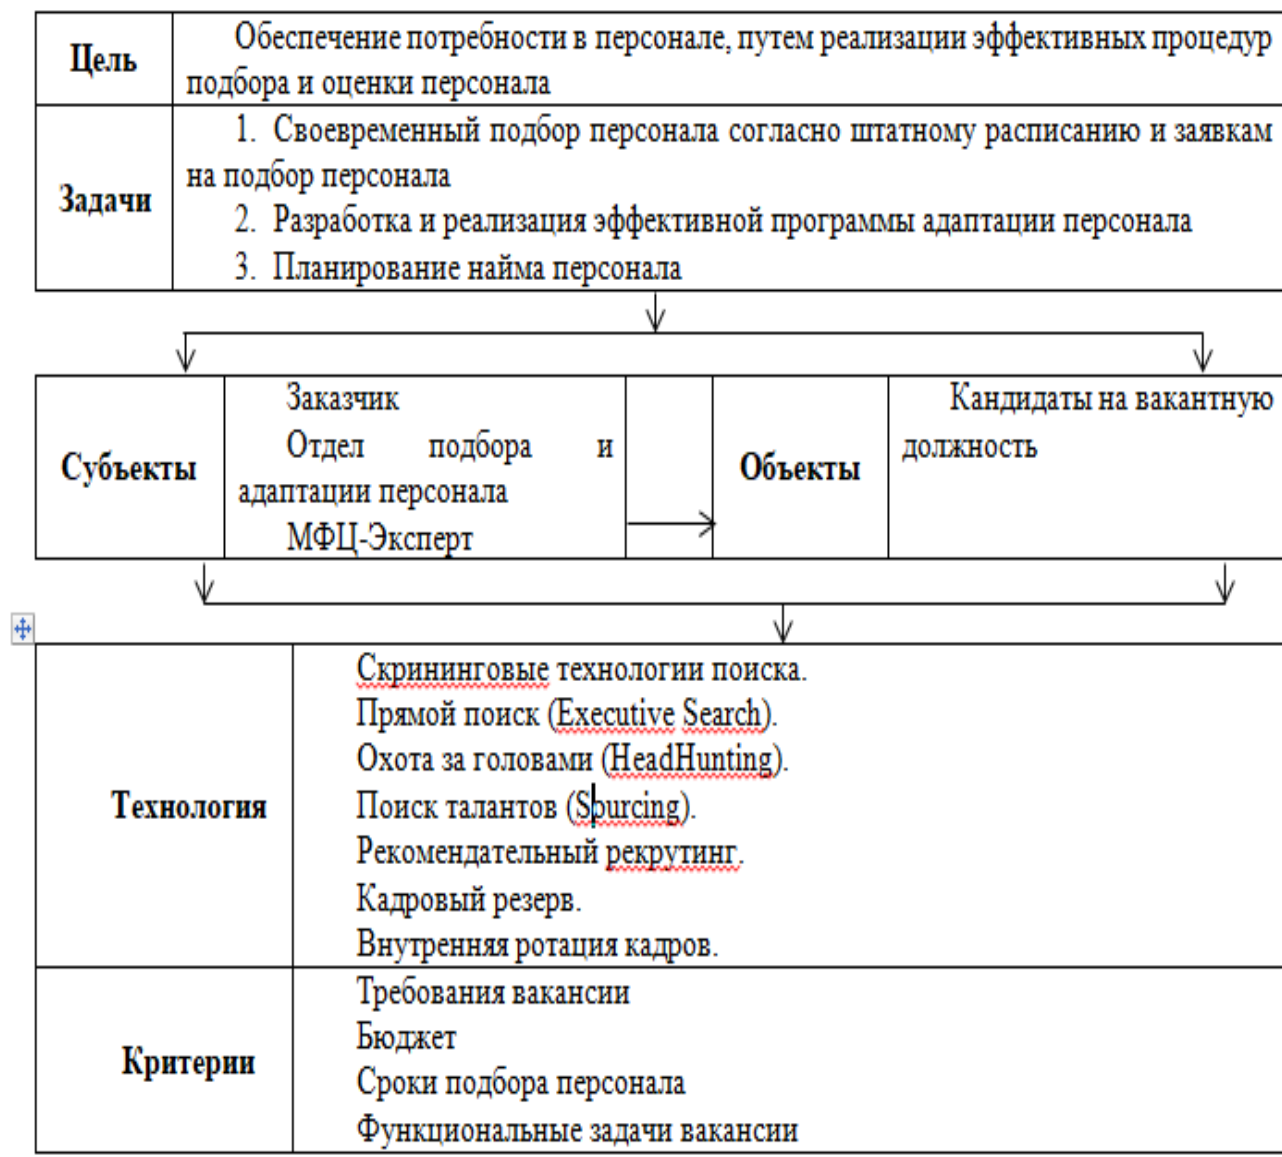 Цель
Обеспечение потребности в персонале, путем реализации эффективных процедур
подбора и оценки персонала
Задачи
1. Своевременный подбор персонала согласно штатному расписанию и заявкам
на подбор персонала
2. Разработка и реализация эффективной программы адаптации персонала
3. Планирование найма персонала
Субъекты
Заказчик
Отдел подбора и
адаптации персонала
МФЦ-Эксперт
Объекты
Кандидаты на вакантную
должность
Технология
Скрининговые технологии поиска.
Прямой поиск (Executive Search).
Охота за головами (HeadHunting).
Поиск талантов (Sourcing).
Рекомендательный рекрутинг.
Кадровый резерв.
Внутренняя ротация кадров.
Критерии
Требования вакансии
Бюджет
Сроки подбора персонала
Функциональные задачи вакансии